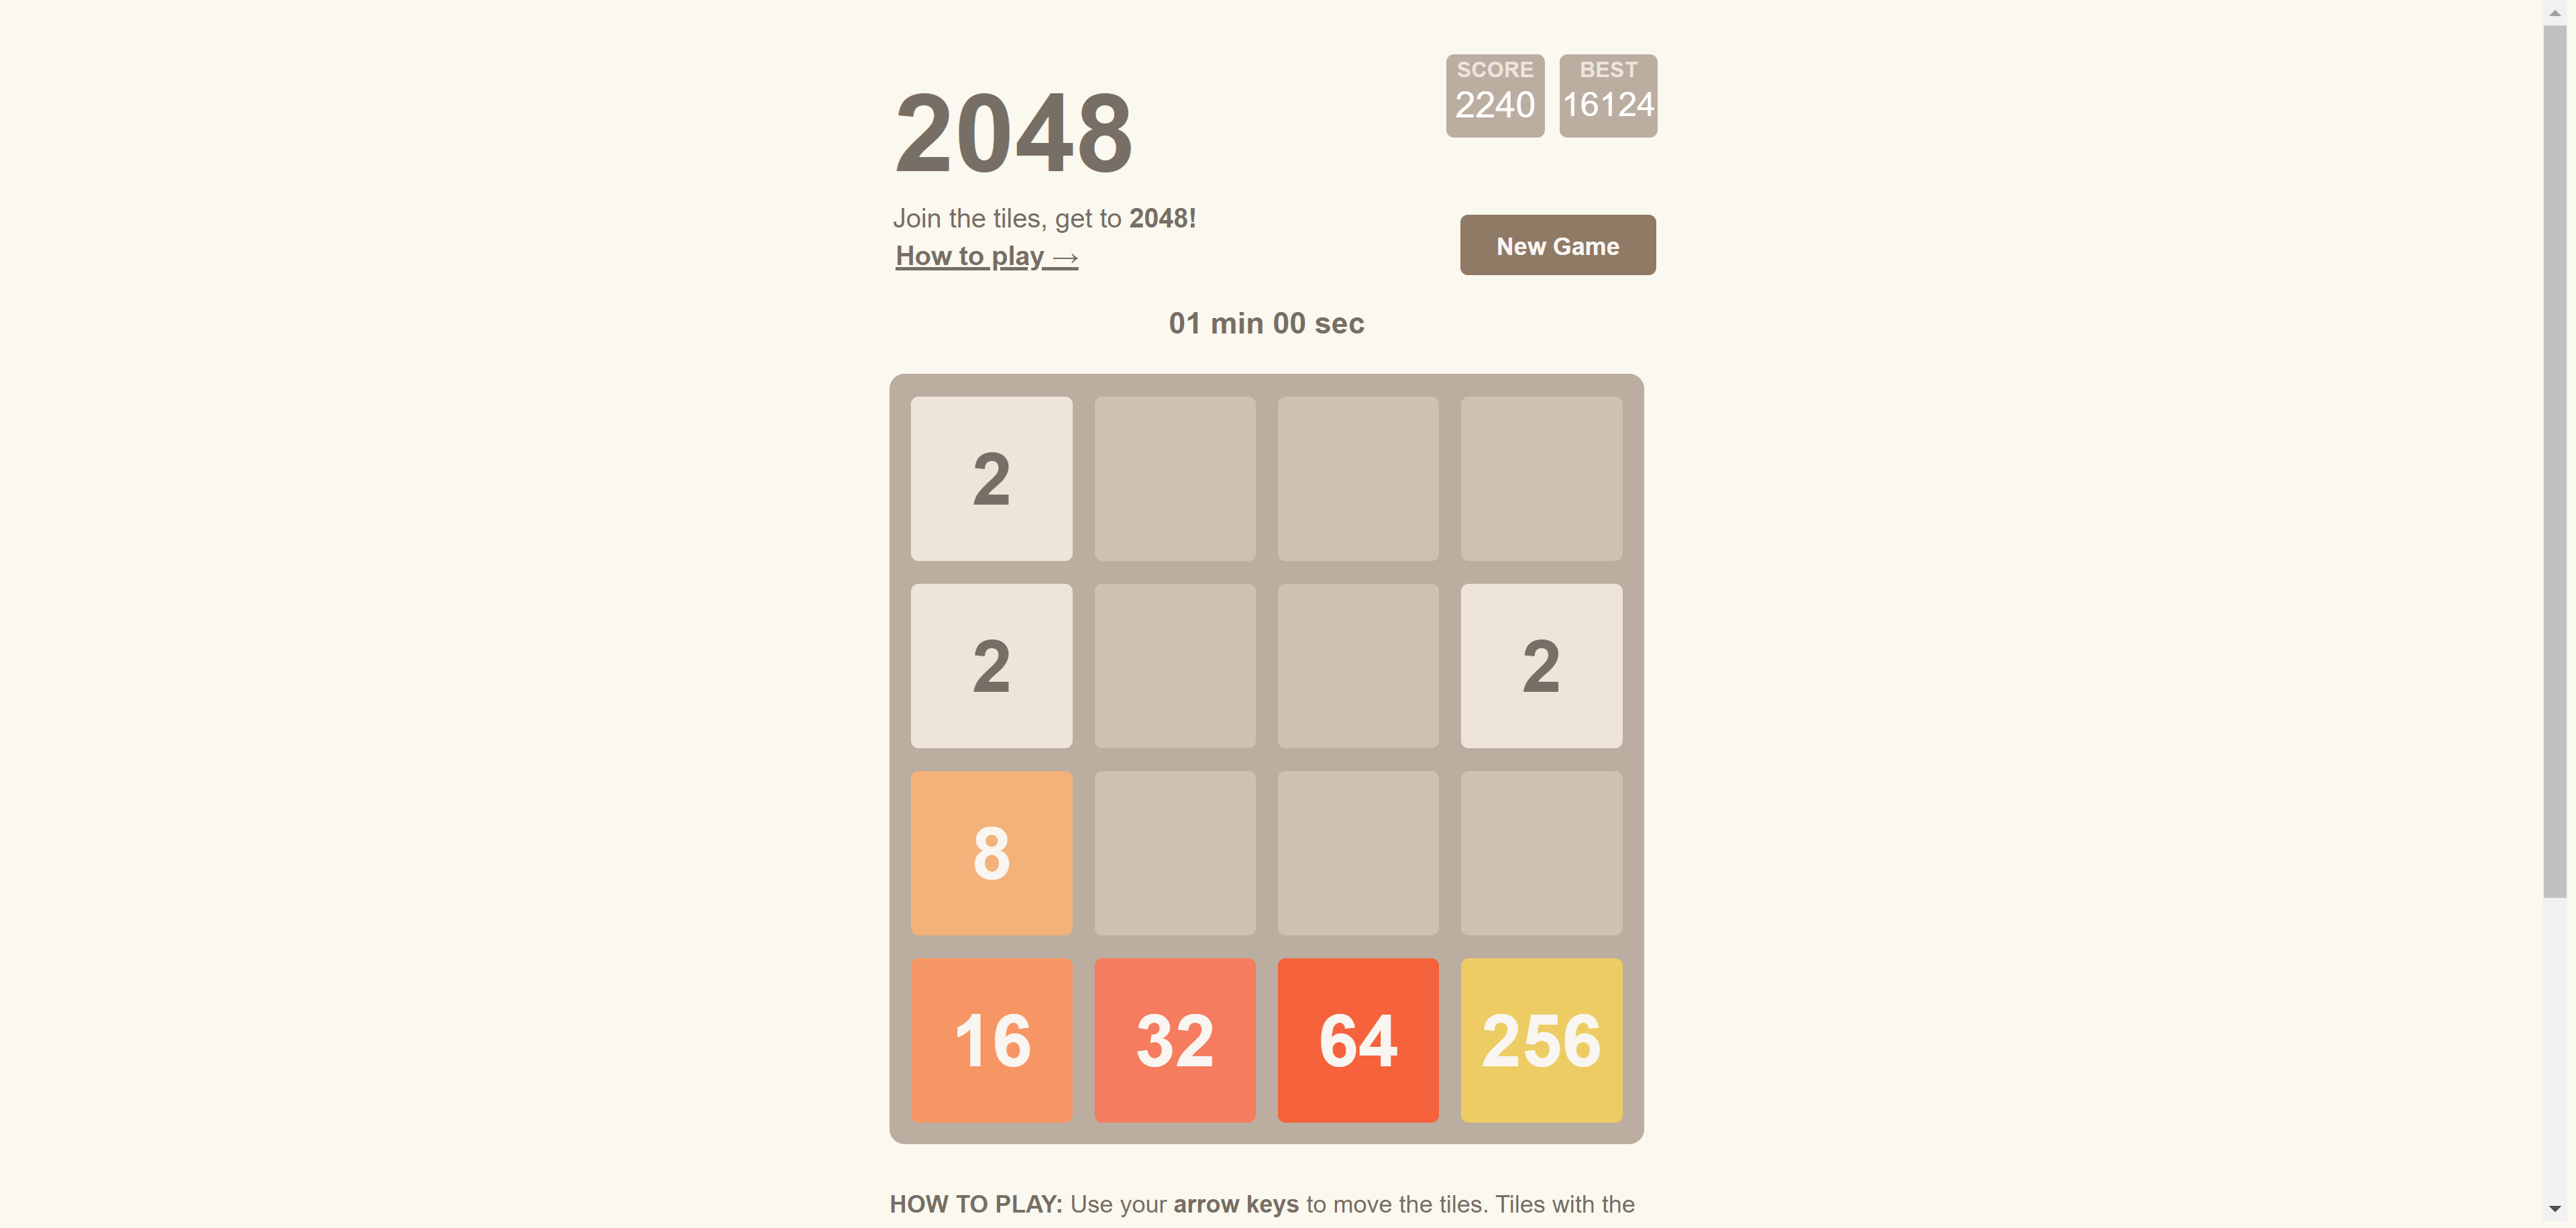 SCORE BEST
2240 16124
2048
Join the tiles, get to 2048!
How to play →
New Game
01 min 00 sec
2
2 2
8
16 32 64 256
HOW TO PLAY: Use your arrow keys to move the tiles. Tiles with the